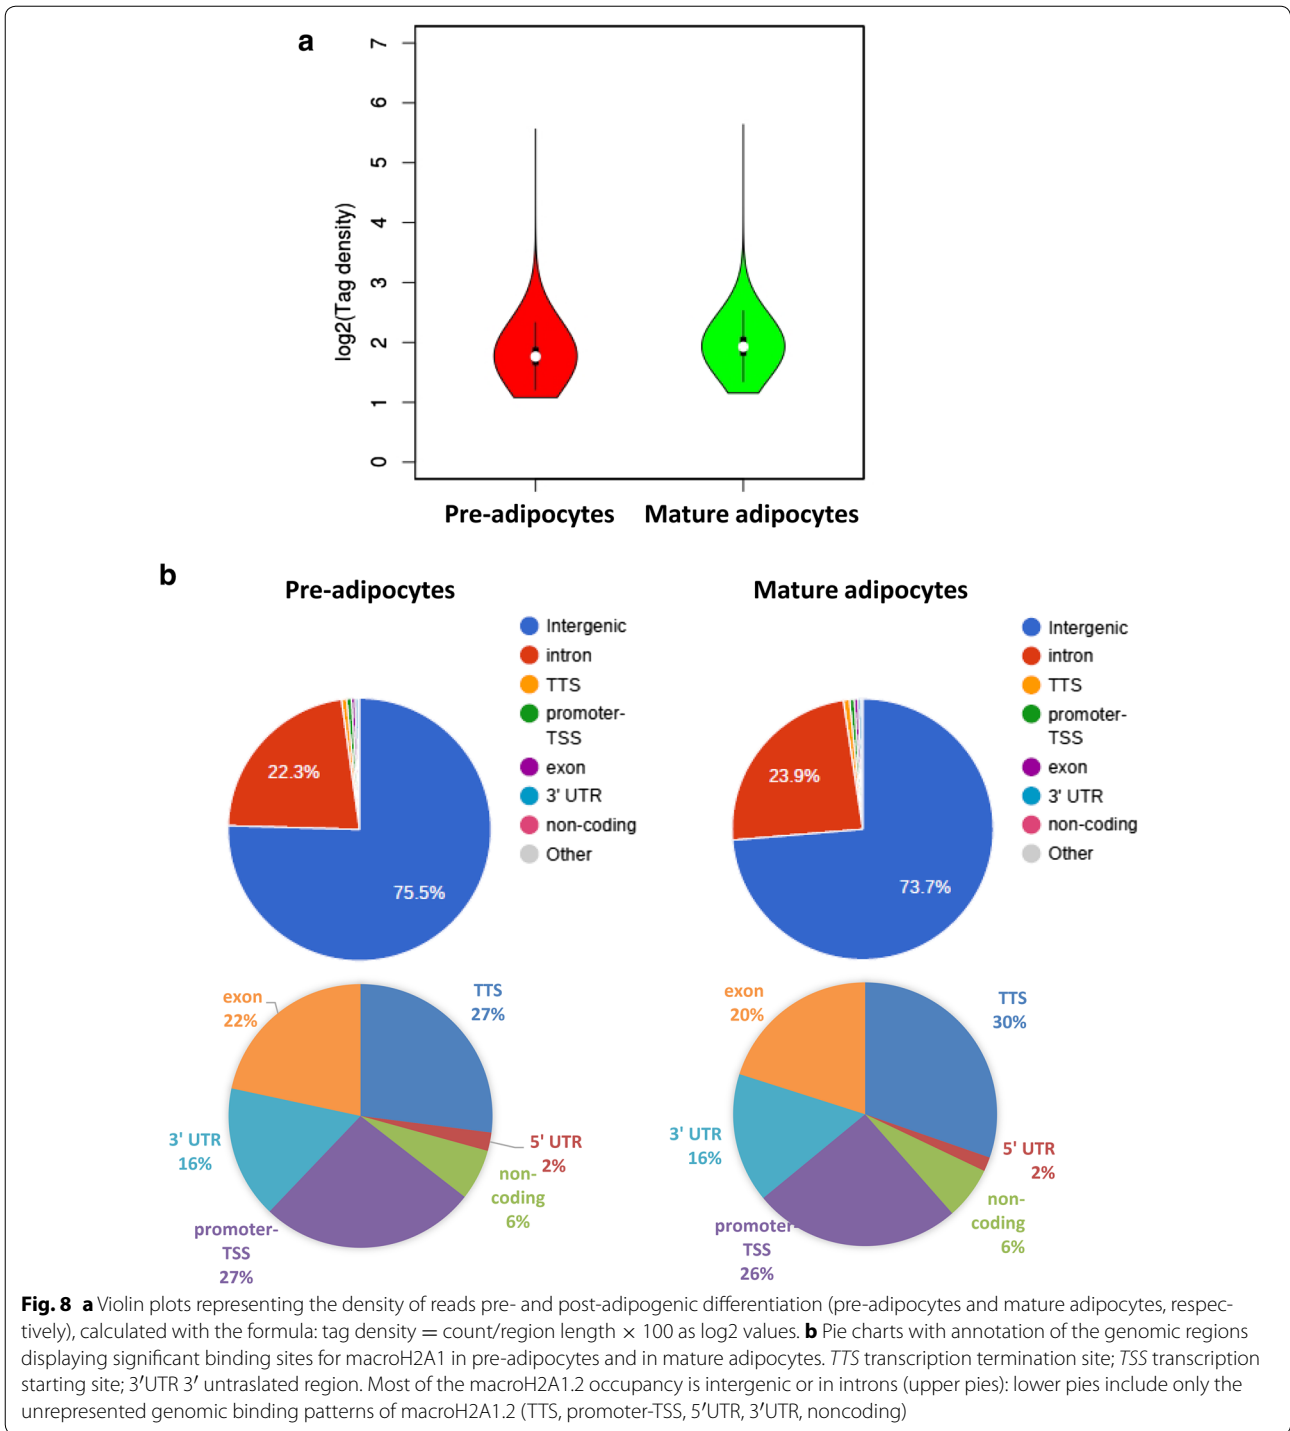 a
7
6
5
4
3
2
1
0
log2(Tag density)
Pre-adipocytes
Mature adipocytes
b
Pre-adipocytes
Intergenic
intron
TTS
promoter-
TSS
exon
3' UTR
non-coding
Other
22.3%
75.5%
Mature adipocytes
Intergenic
intron
TTS
promoter-
TSS
exon
3' UTR
non-coding
Other
23.9%
73.7%
exon
22%
TTS
27%
3' UTR
16%
5' UTR
2%
non-
coding
6%
promoter-
TSS
27%
exon
20%
TTS
30%
3' UTR
16%
5' UTR
2%
non-
coding
6%
promoter-
TSS
26%
Fig. 8 a Violin plots representing the density of reads pre- and post-adipogenic differentiation (pre-adipocytes and mature adipocytes, respec-
tively), calculated with the formula: tag density = count/region length × 100 as log2 values. b Pie charts with annotation of the genomic regions
displaying significant binding sites for macroH2A1 in pre-adipocytes and in mature adipocytes. TTS transcription termination site; TSS transcription
starting site; 3′UTR 3′ untraslated region. Most of the macroH2A1.2 occupancy is intergenic or in introns (upper pies): lower pies include only the
unrepresented genomic binding patterns of macroH2A1.2 (TTS, promoter-TSS, 5′UTR, 3′UTR, noncoding)